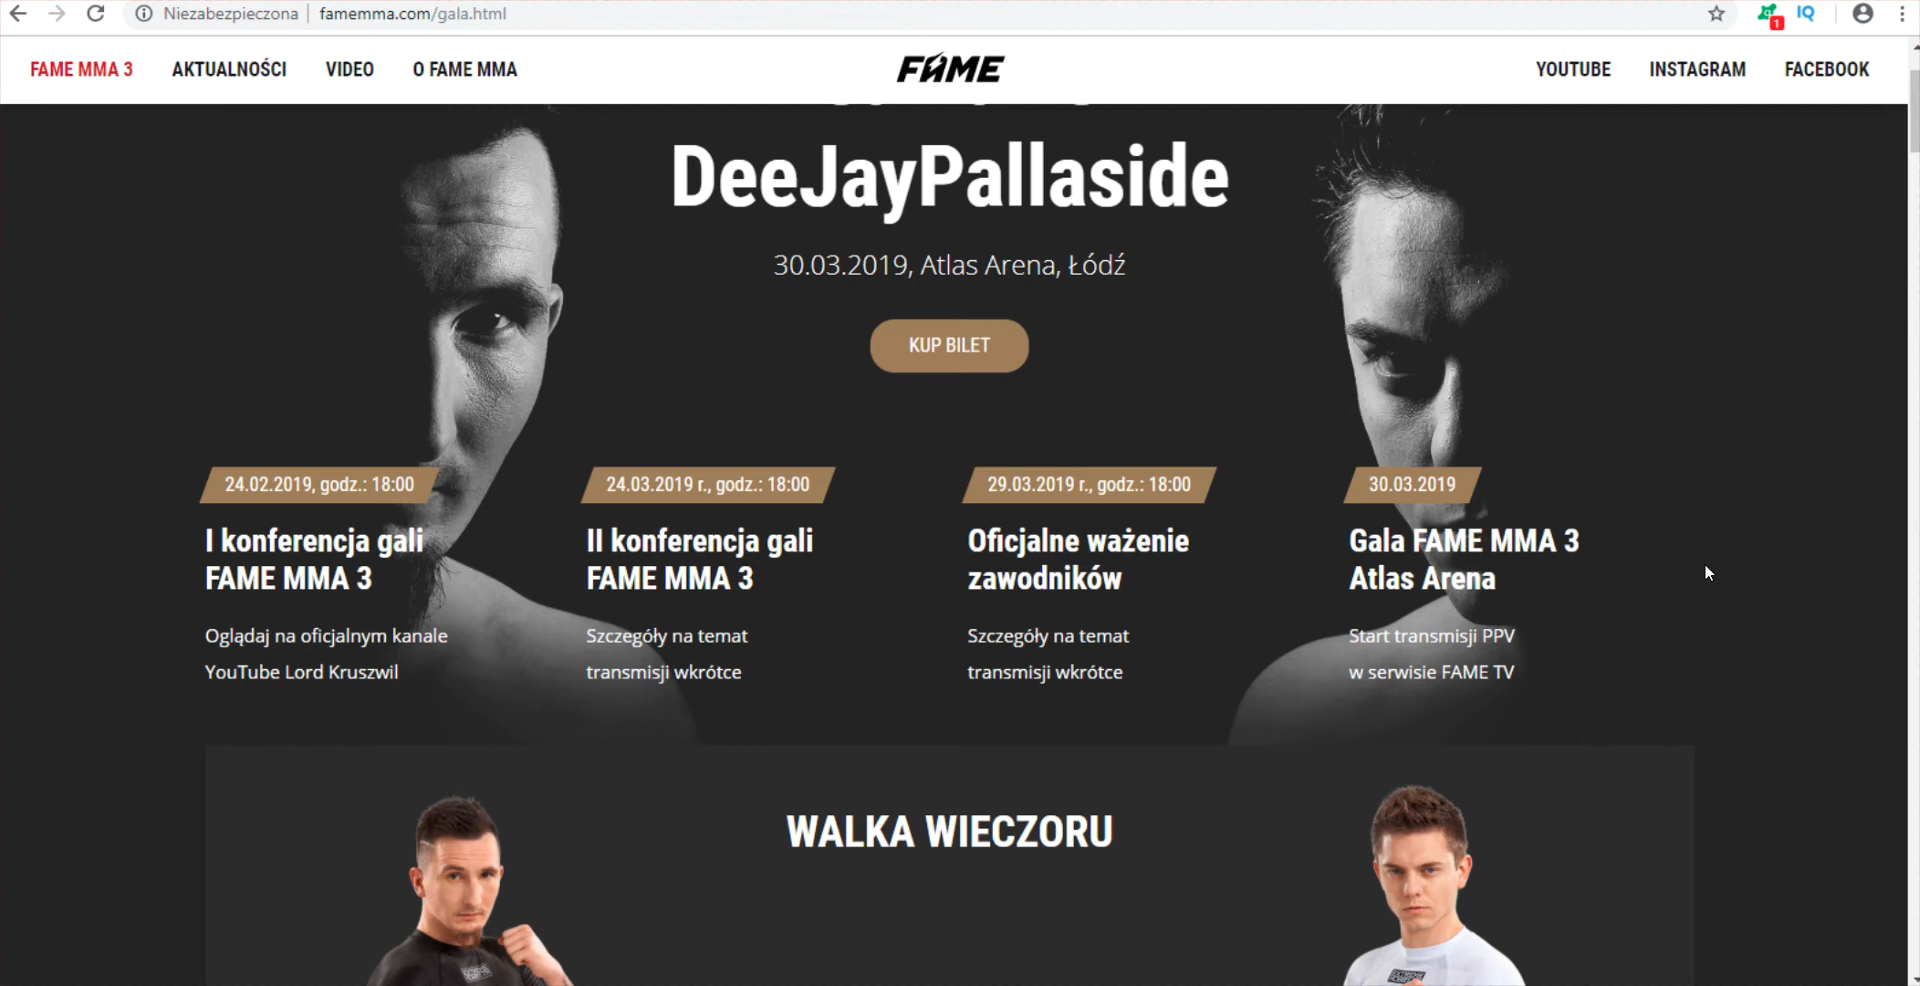 Niezabezpieczona | famemma.com/gala.html
1
IQ
FAME MMA 3
AKTUALNOŚCI
VIDEO
O FAME MMA
FAME
YOUTUBE
INSTAGRAM
FACEBOOK
DeeJayPallaside
30.03.2019, Atlas Arena, Łódź
KUP BILET
24.02.2019, godz.: 18:00
I konferencja gali
FAME MMA 3
Oglądaj na oficjalnym kanale
YouTube Lord Kruszwil
24.03.2019 r., godz.: 18:00
II konferencja gali
FAME MMA 3
Szczegóły na temat
transmisji wkrótce
29.03.2019 r., godz.: 18:00
Oficjalne ważenie
zawodników
Szczegóły na temat
transmisji wkrótce
30.03.2019
Gala FAME MMA 3
Atlas Arena
Start transmisji PPV
w serwisie FAME TV
WALKA WIECZORU